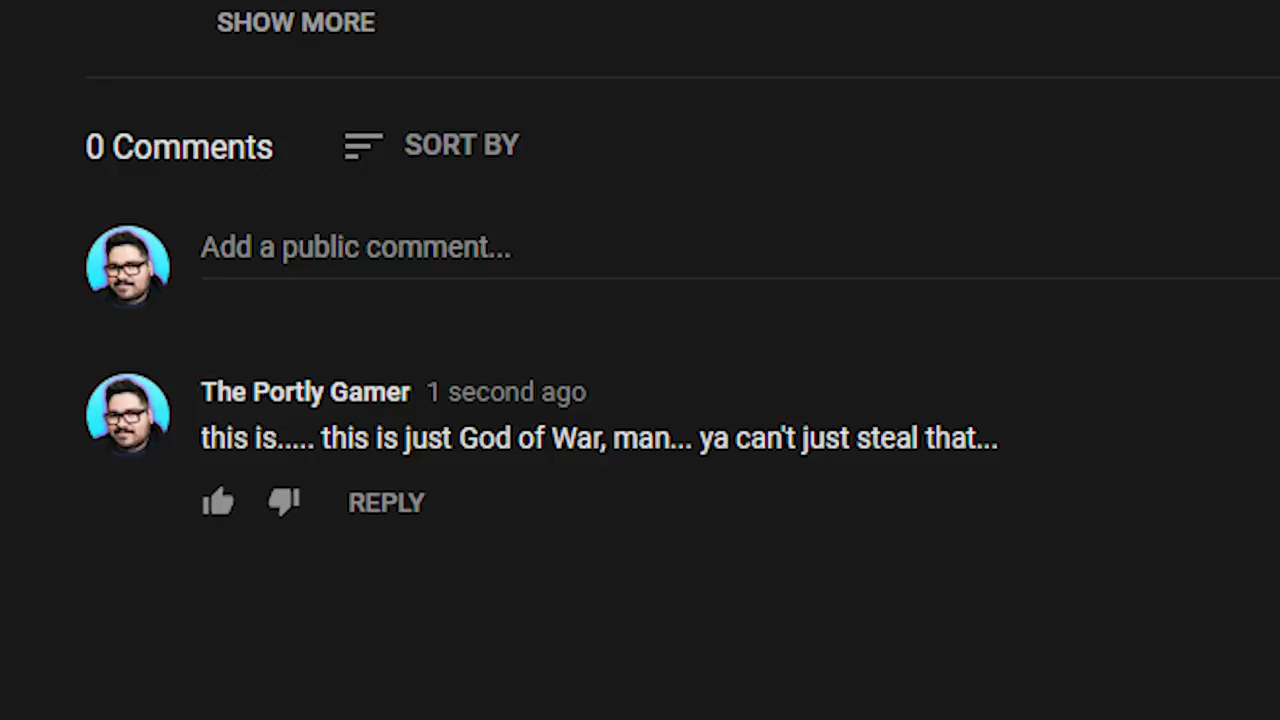 SHOW MORE
0 Comments SORT BY
Add a public comment...
The Portly Gamer 1 second ago
this is..... this is just God of War, man... ya can't just steal that...
REPLY